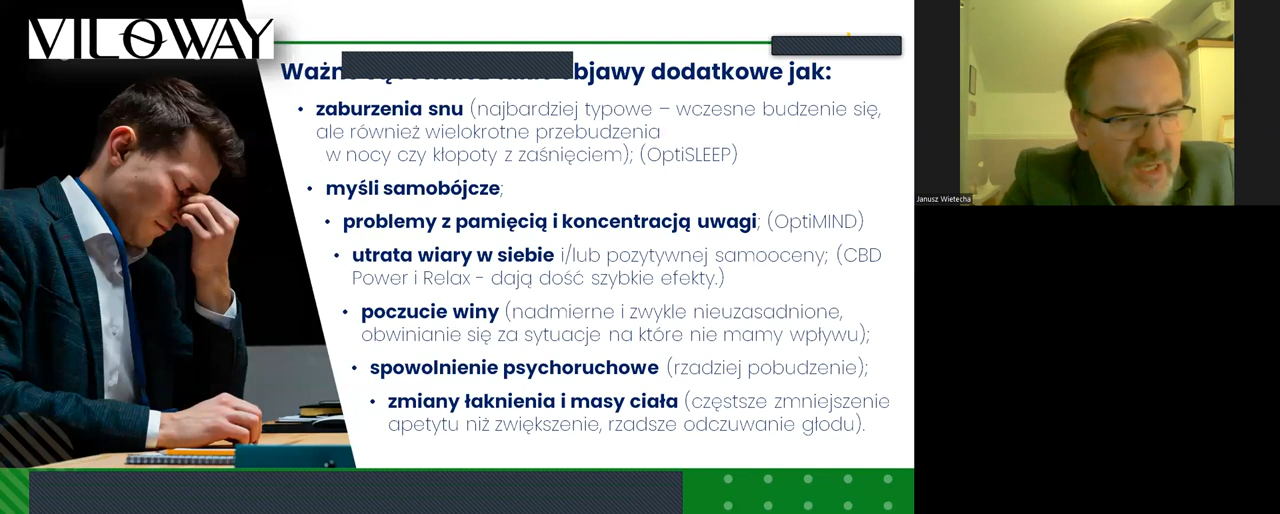 VILOWAY
objawy dodatkowe jak:
• zaburzenia snu (najbardziej typowe – wczesne budzenie się,
ale również wielokrotne przebudzenia
w nocy czy kłopoty z zaśnięciem); (OptiSLEEP)
• myśli samobójcze;
• problemy z pamięcią i koncentracją uwagi; (OptiMIND)
• utrata wiary w siebie i/lub pozytywnej samooceny; (CBD
Power i Relax - dają dość szybkie efekty.)
• poczucie winy (nadmierne i zwykle nieuzasadnione,
obwinianie się za sytuacje na które nie mamy wpływu);
• spowolnienie psychoruchowe (rzadziej pobudzenie);
• zmiany łaknienia i masy ciała (częstsze zmniejszenie
apetytu niż zwiększenie, rzadsze odczuwanie głodu).
Janusz Wietecha